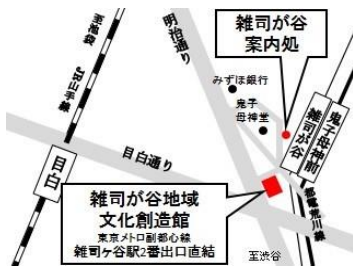 雑司が谷
案内処
至池袋
JR山手線
明治通り
みずほ銀行
鬼子
母神堂
鬼子母神前
雑司が谷
目白
目白通り
都電荒川線
雑司が谷地域
文化創造館
東京メトロ副都心線
雑司ヶ谷駅2番出口直結
至渋谷